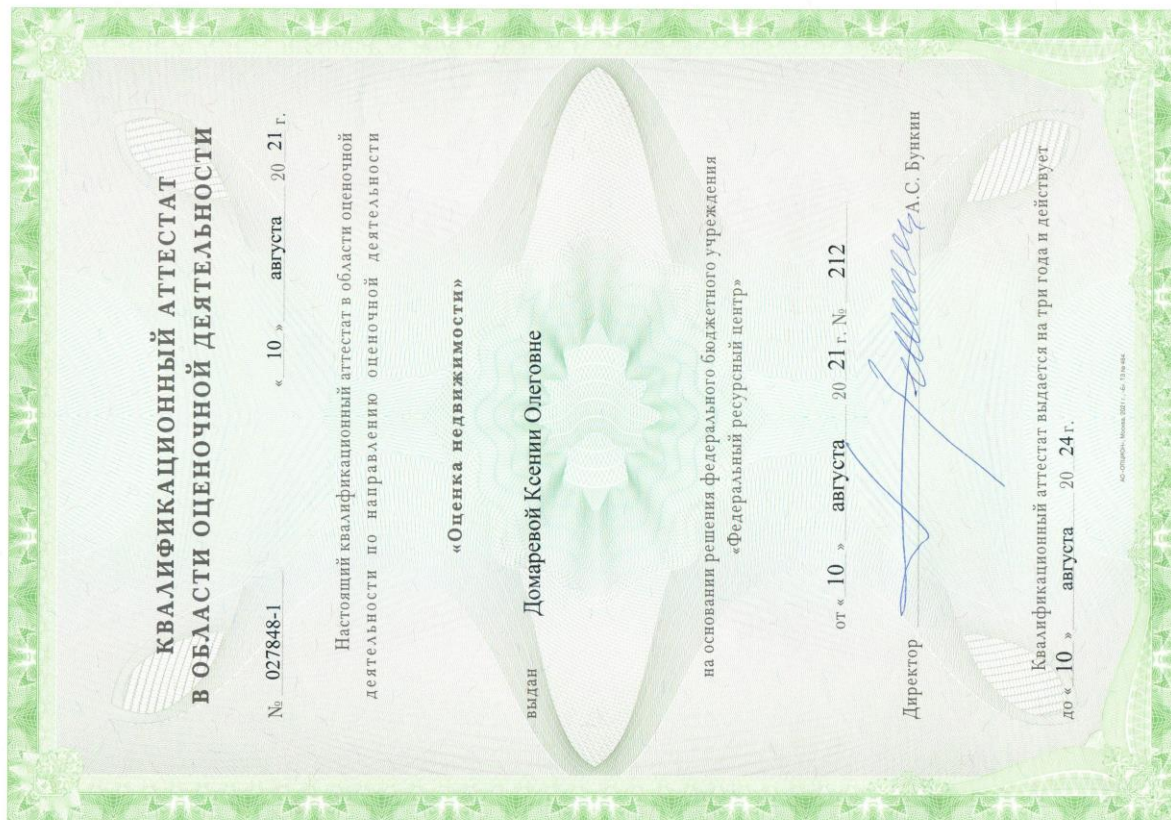 КВАЛИФИКАЦИОННЫЙ АТТЕСТАТ
В ОБЛАСТИ ОЦЕНОЧНОЙ ДЕЯТЕЛЬНОСТИ
№ 027848-1 « 10 » августа 20 21 г.
Настоящий квалификационный аттестат в области оценочной
деятельности по направлению оценочной деятельности
«Оценка недвижимости»
выдан Домаревой Ксении Олеговне
на основании решения федерального бюджетного учреждения
«Федеральный ресурсный центр»
от « 10 » августа 20 21 г. № 212
Директор А.С. Бункин
Квалификационный аттестат выдается на три года и действует
до « 10 » августа 20 24 г.